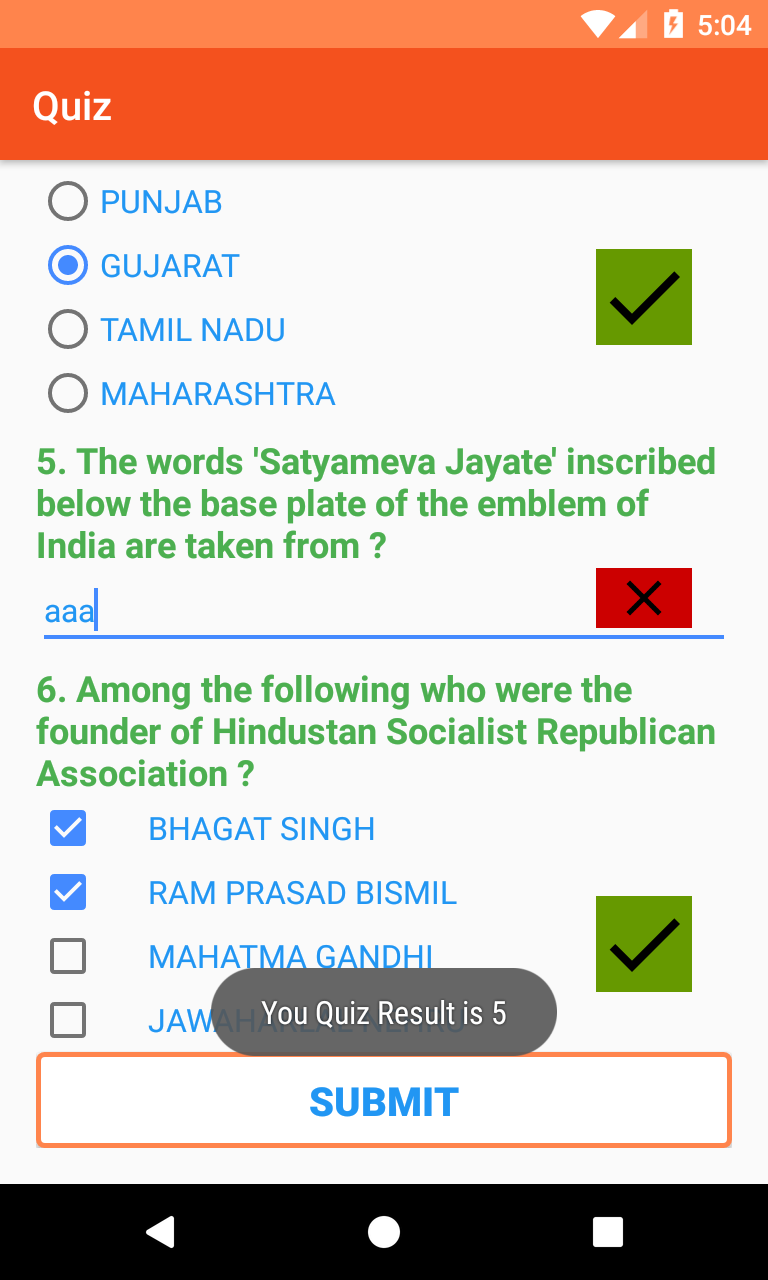 5:04
Quiz
PUNJAB
GUJARAT
TAMIL NADU
MAHARASHTRA
5. The words 'Satyameva Jayate' inscribed
below the base plate of the emblem of
India are taken from ?
aaa
6. Among the following who were the
founder of Hindustan Socialist Republican
Association ?
BHAGAT SINGH
RAM PRASAD BISMIL
MAHATMA GANDHI
JAWAHARLAL NEHRU
You Quiz Result is 5
SUBMIT